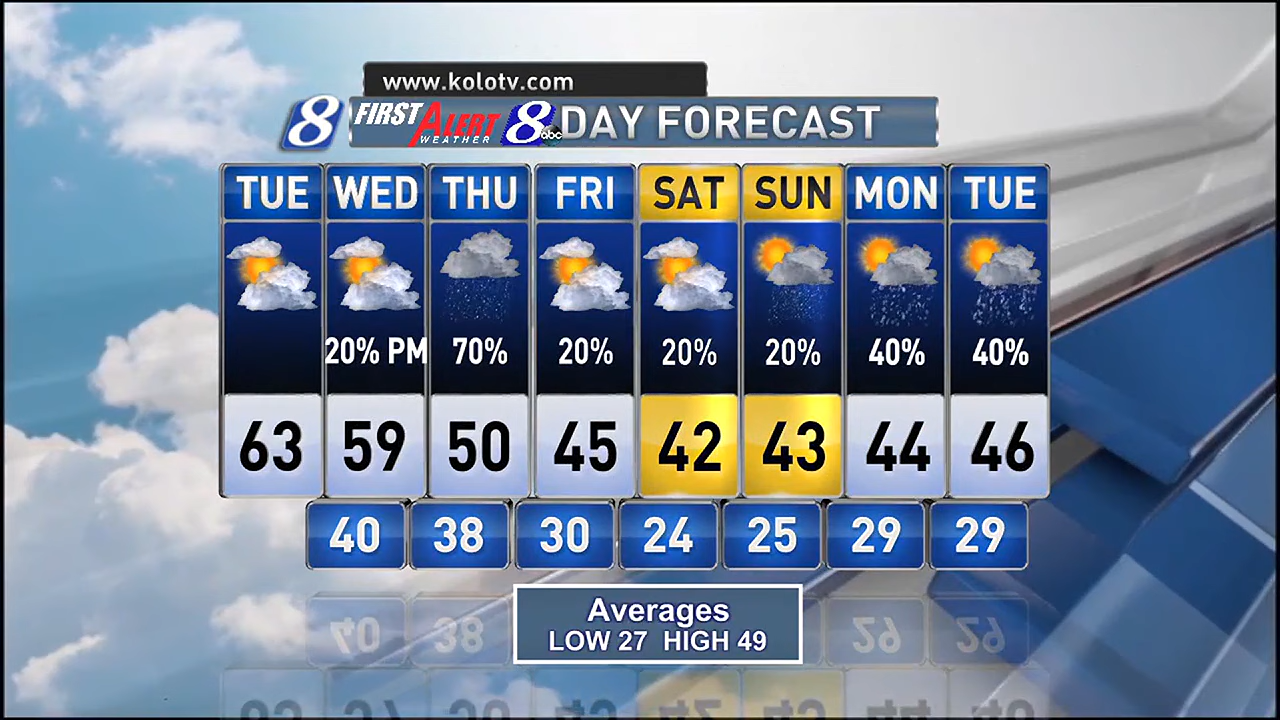 www.kolotv.com
8 FIRST ALERT WEATHER 8 abc DAY FORECAST
TUE WED THU FRI SAT SUN MON TUE
20% PM 70% 20% 20% 20% 40% 40%
63 59 50 45 42 43 44 46
40 38 30 24 25 29 29
Averages
LOW 27 HIGH 49